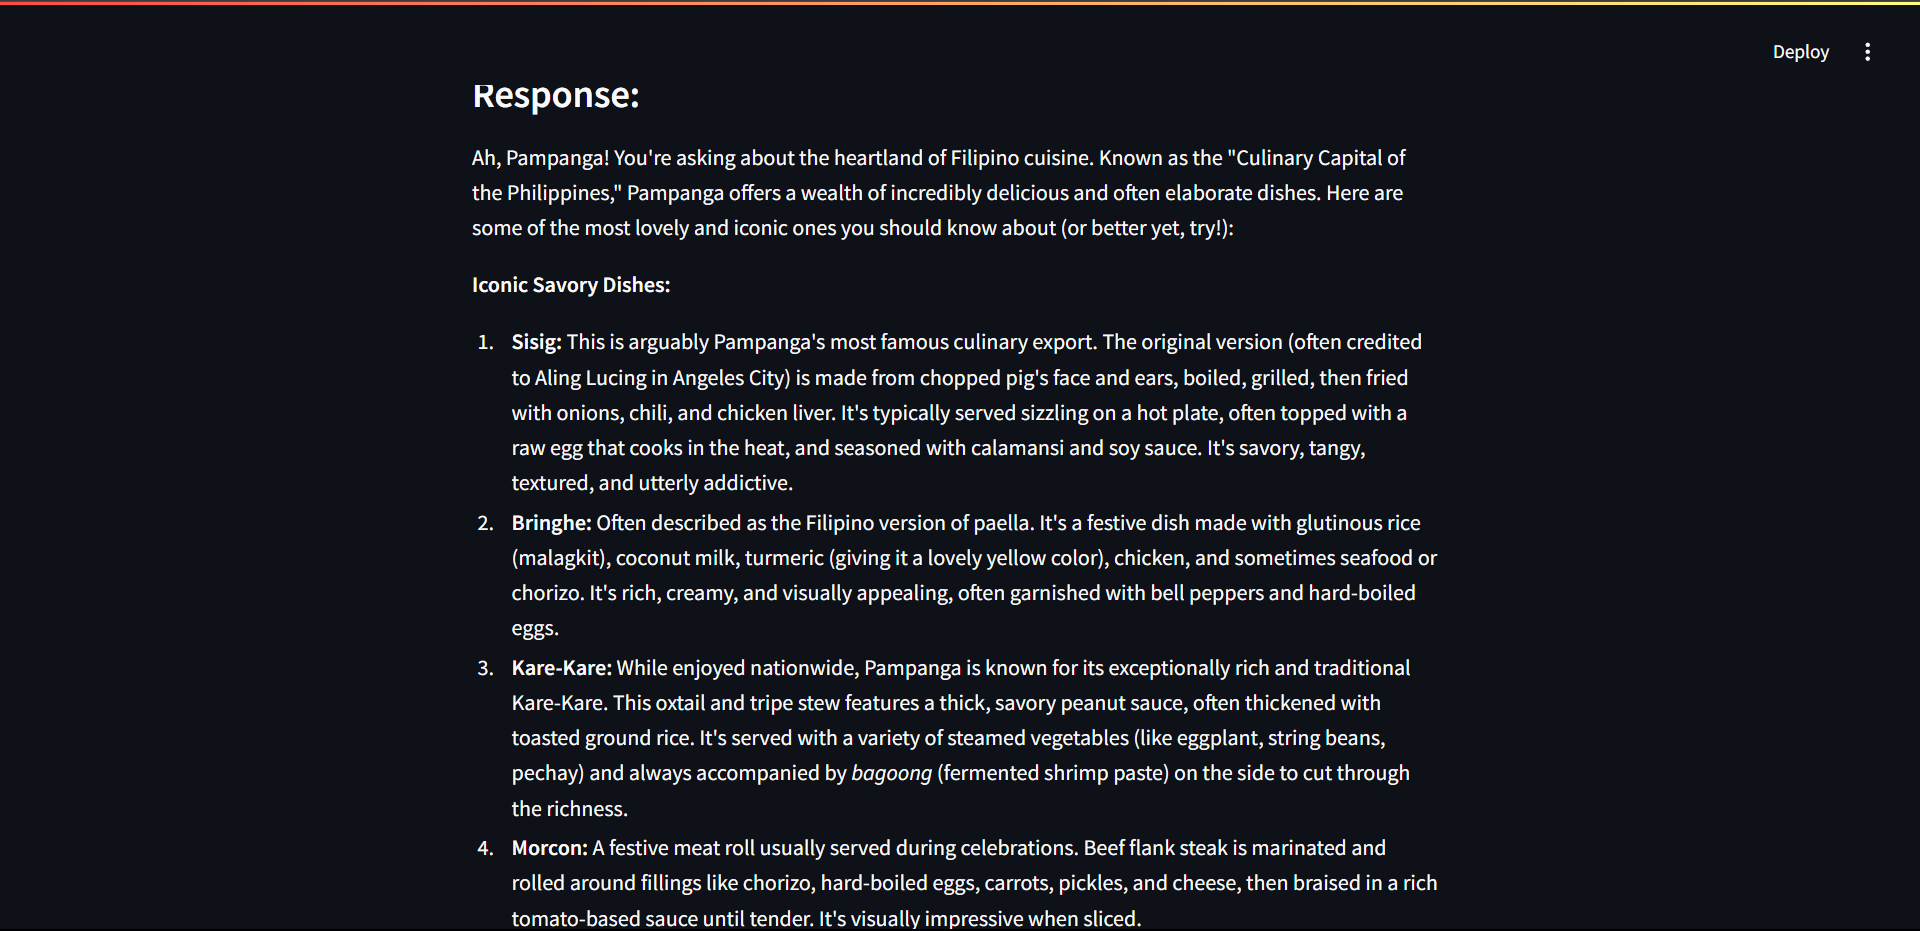 Deploy
Response:
Ah, Pampanga! You're asking about the heartland of Filipino cuisine. Known as the "Culinary Capital of
the Philippines," Pampanga offers a wealth of incredibly delicious and often elaborate dishes. Here are
some of the most lovely and iconic ones you should know about (or better yet, try!):
Iconic Savory Dishes:
1. Sisig: This is arguably Pampanga's most famous culinary export. The original version (often credited
to Aling Lucing in Angeles City) is made from chopped pig's face and ears, boiled, grilled, then fried
with onions, chili, and chicken liver. It's typically served sizzling on a hot plate, often topped with a
raw egg that cooks in the heat, and seasoned with calamansi and soy sauce. It's savory, tangy,
textured, and utterly addictive.
2. Bringhe: Often described as the Filipino version of paella. It's a festive dish made with glutinous rice
(malagkit), coconut milk, turmeric (giving it a lovely yellow color), chicken, and sometimes seafood or
chorizo. It's rich, creamy, and visually appealing, often garnished with bell peppers and hard-boiled
eggs.
3. Kare-Kare: While enjoyed nationwide, Pampanga is known for its exceptionally rich and traditional
Kare-Kare. This oxtail and tripe stew features a thick, savory peanut sauce, often thickened with
toasted ground rice. It's served with a variety of steamed vegetables (like eggplant, string beans,
pechay) and always accompanied by bagoong (fermented shrimp paste) on the side to cut through
the richness.
4. Morcon: A festive meat roll usually served during celebrations. Beef flank steak is marinated and
rolled around fillings like chorizo, hard-boiled eggs, carrots, pickles, and cheese, then braised in a rich
tomato-based sauce until tender. It's visually impressive when sliced.